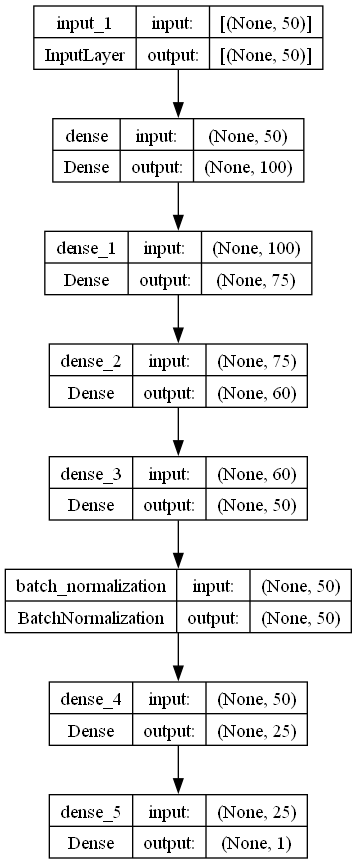 input_1 input: [(None, 50)]
InputLayer output: [(None, 50)]
dense input: (None, 50)
Dense output: (None, 100)
dense_1 input: (None, 100)
Dense output: (None, 75)
dense_2 input: (None, 75)
Dense output: (None, 60)
dense_3 input: (None, 60)
Dense output: (None, 50)
batch_normalization input: (None, 50)
BatchNormalization output: (None, 50)
dense_4 input: (None, 50)
Dense output: (None, 25)
dense_5 input: (None, 25)
Dense output: (None, 1)